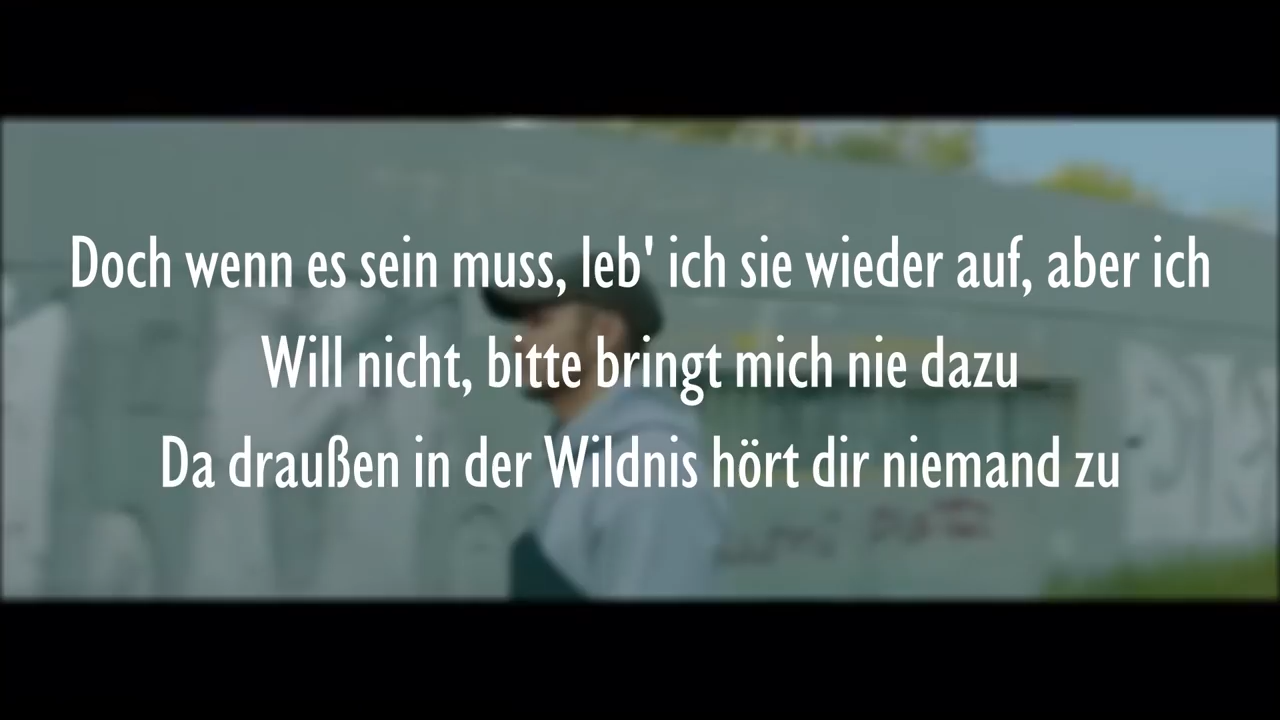 Doch wenn es sein muss, leb' ich sie wieder auf, aber ich
Will nicht, bitte bringt mich nie dazu
Da draußen in der Wildnis hört dir niemand zu